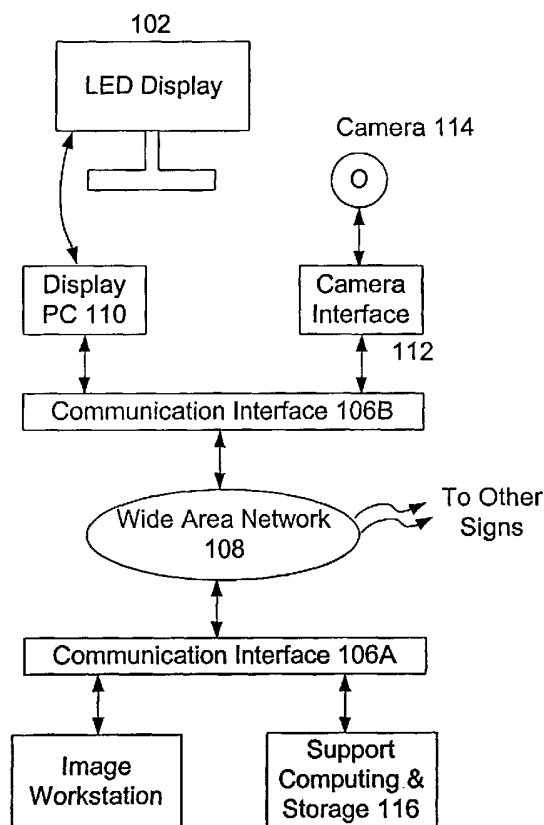 102
LED Display
Camera 114
Display
PC 110
Camera
Interface
112
Communication Interface 106B
Wide Area Network
108
To Other
Signs
Communication Interface 106A
Image
Workstation
Support
Computing &
Storage 116